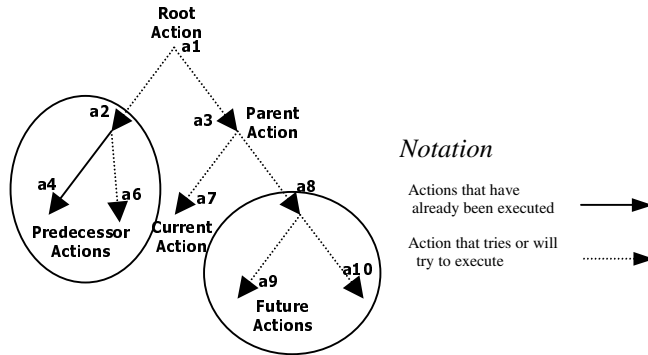 Root
Action
a1
a2
a3
Parent
Action
a4
a6
Predecessor
Actions
a7
Current
Action
a8
a9
a10
Future
Actions
Notation
Actions that have
already been executed
Action that tries or will
try to execute